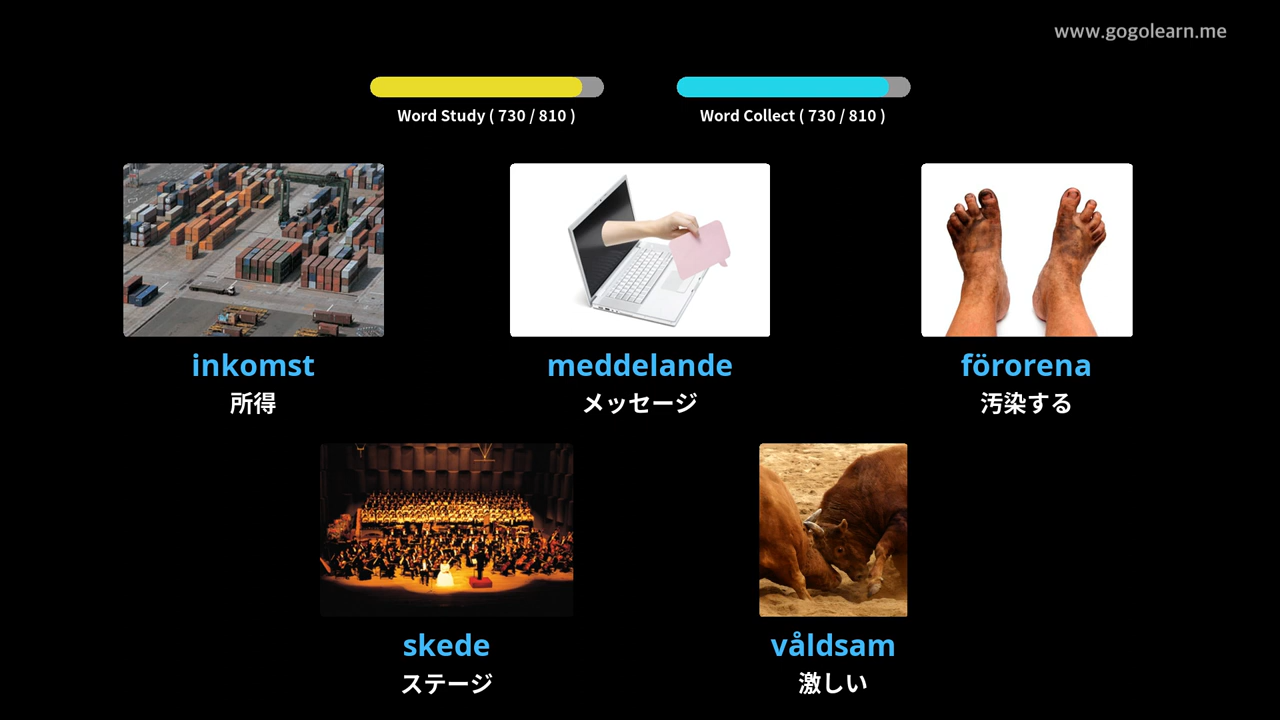 www.gogolearn.me
Word Study ( 730 / 810 )
Word Collect ( 730 / 810 )
inkomst
所得
meddelande
メッセージ
förorena
汚染する
skede
ステージ
våldsam
激しい